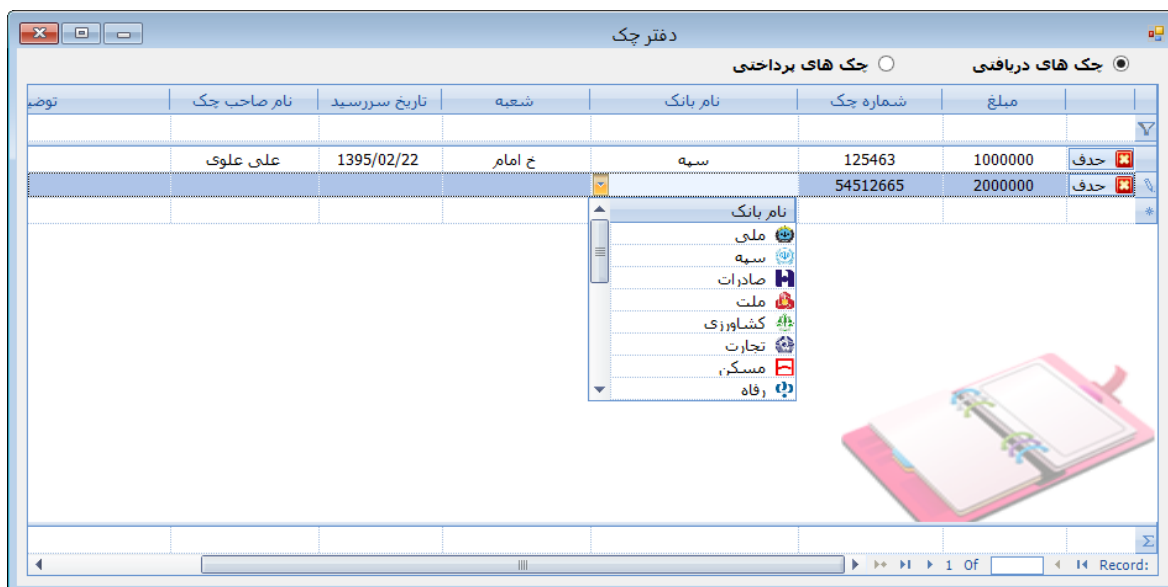 دفتر چک
چک های دریافتی چک های پرداختی
مبلغ شماره چک نام بانک شعبه تاریخ سررسید نام صاحب چک توضی
حذف 1000000 125463 سپه خ امام 1395/02/22 علی علوی
حذف 2000000 54512665
نام بانک
ملی
سپه
صادرات
ملت
کشاورزی
تجارت
مسکن
رفاه
Record: 1 Of